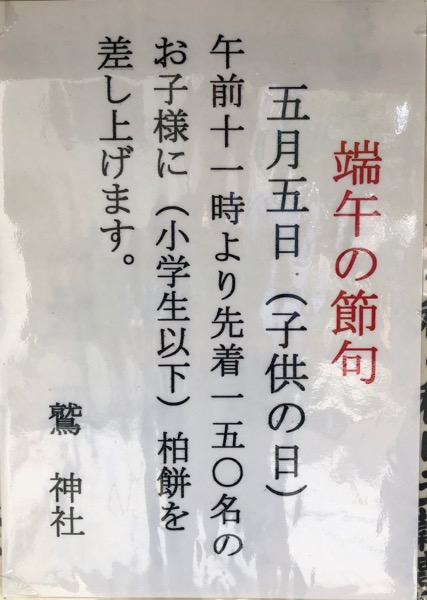 端午の節句
五月五日（子供の日）
午前十一時より先着一五〇名の
お子様に（小学生以下）柏餅を
差し上げます。
鷲 神社